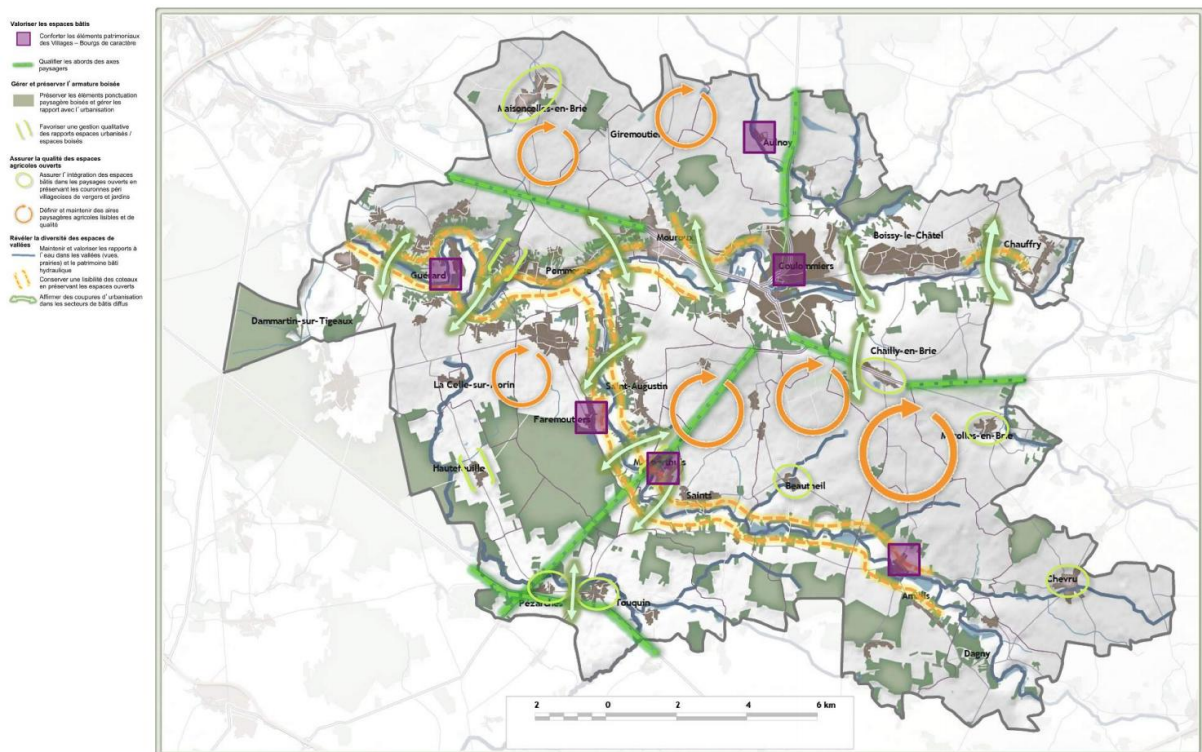 Valoriser les espaces bâtis
Conforter les éléments patrimoniaux
des Villages – Bourgs de caractère
Qualifier les abords des axes
paysagers
Gérer et préserver l' armature boisée
Préserver les éléments ponctuation
paysagère boisés et gérer les
rapport avec l' urbanisation
Favoriser une gestion qualitative
des rapports espaces urbanisés /
espaces boisés
Assurer la qualité des espaces
agricoles ouverts
Assurer l' intégration des espaces
bâtis dans les paysages ouverts en
préservant les couronnes péri
villageoises de vergers et jardins
Définir et maintenir des aires
paysagères agricoles lisibles et de
qualité
Révéler la diversité des espaces de
vallées
Maintenir et valoriser les rapports à
l' eau dans les vallées (vues,
prairies) et le patrimoine bâti
hydraulique
Conserver une lisibilité des coteaux
en préservant les espaces ouverts
Affirmer des coupures d' urbanisation
dans les secteurs de bâtis diffus
Maisoncelles-en-Brie
Giremoutiers
Aulnoy
Boissy-le-Châtel
Chauffry
Mouroux
Coulommiers
Guérard
Pommeuse
Dammartin-sur-Tigeaux
Chailly-en-Brie
La Celle-sur-Morin
Saint-Augustin
Faremoutiers
Marolles-en-Brie
Hautefeuille
Beautheil
Saints
Chevru
Pézarches
Touquin
Amillis
Dagny
2 0 2 4 6 km